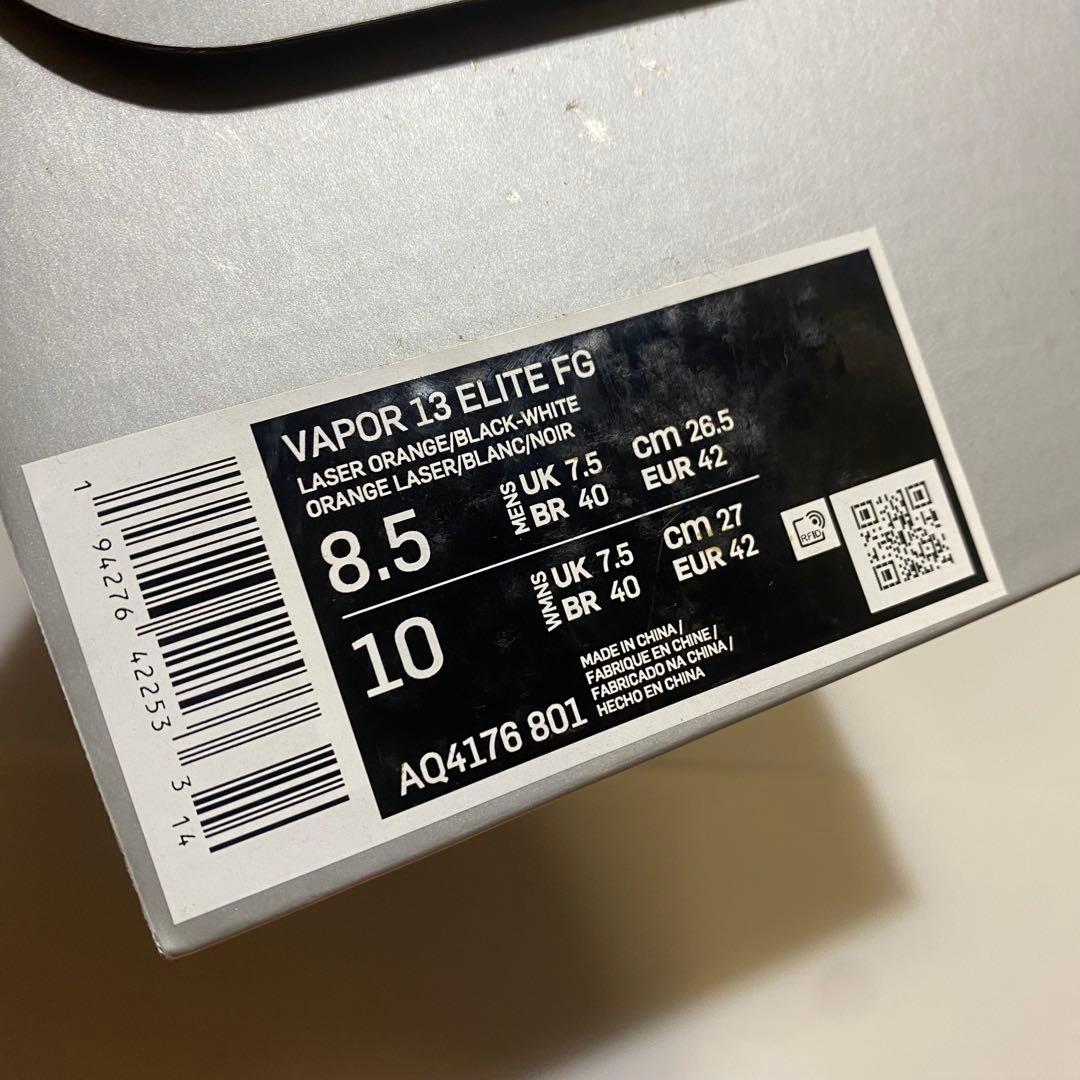 VAPOR 13 ELITE FG
LASER ORANGE/BLACK-WHITE
ORANGE LASER/BLANC/NOIR
8.5
MENS
UK 7.5
BR 40
cm 26.5
EUR 42
10
WMNS
UK 7.5
BR 40
cm 27
EUR 42
RFID
MADE IN CHINA /
FABRIQUE EN CHINE /
FABRICADO NA CHINA /
HECHO EN CHINA
AQ4176 801
1 94276 42253 3 14